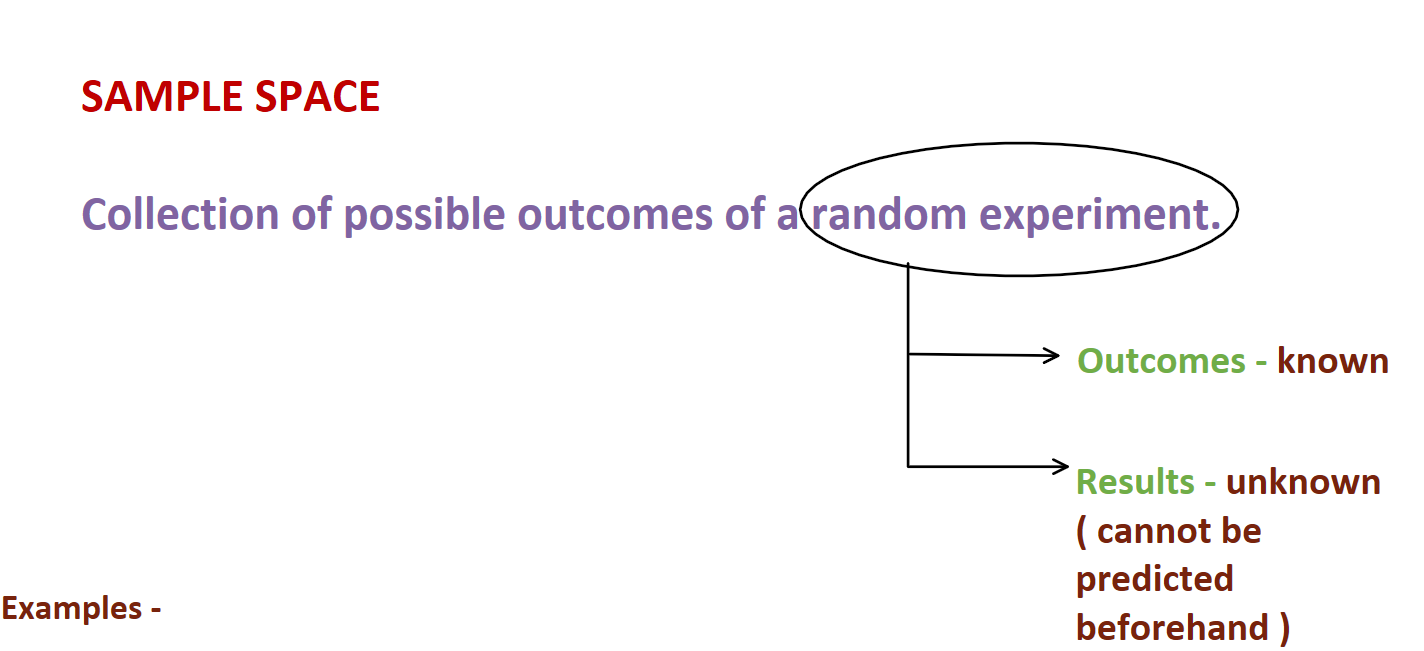 SAMPLE SPACE
Collection of possible outcomes of a random experiment.
Outcomes - known
Results - unknown
( cannot be
predicted
beforehand )
Examples -